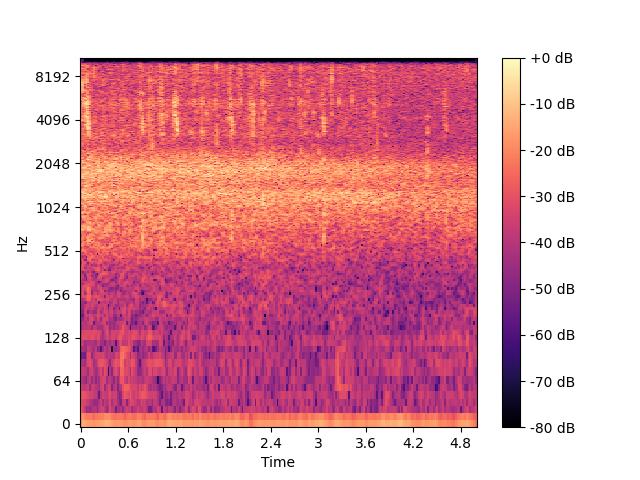 8192
4096
2048
1024
512
256
128
64
0
Hz
0 0.6 1.2 1.8 2.4 3 3.6 4.2 4.8
Time
+0 dB
-10 dB
-20 dB
-30 dB
-40 dB
-50 dB
-60 dB
-70 dB
-80 dB